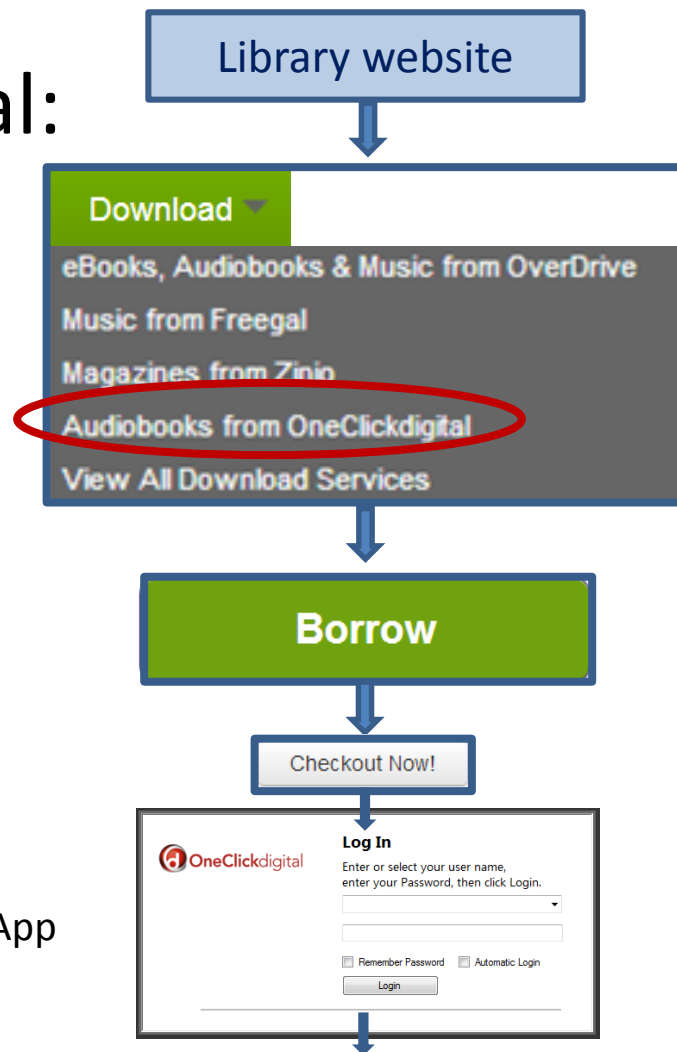 Library website
al:
Download
eBooks, Audiobooks & Music from OverDrive
Music from Freegal
Magazines from Zinio
Audiobooks from OneClickdigital
View All Download Services
Borrow
Checkout Now!
OneClickdigital
Log In
Enter or select your user name,
enter your Password, then click Login.
App
Remember Password
Automatic Login
Login